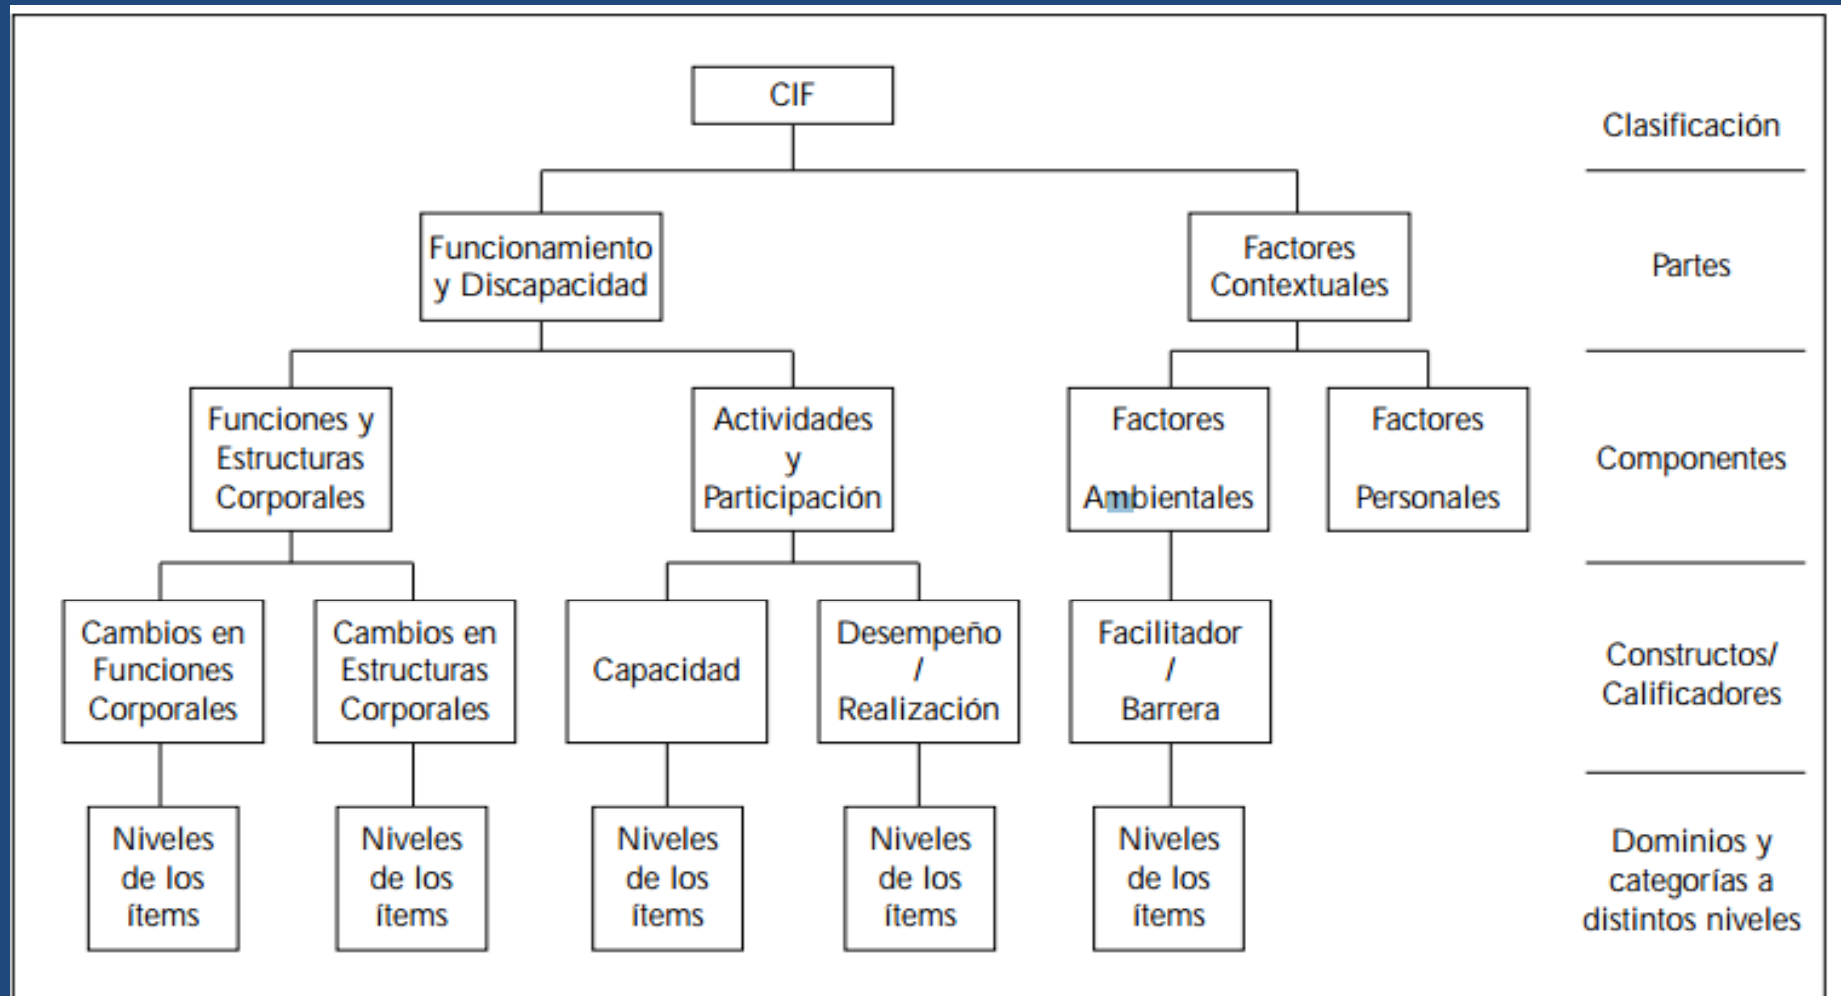 CIF
Clasificación
Funcionamiento
y Discapacidad
Factores
Contextuales
Partes
Funciones y
Estructuras
Corporales
Actividades
y
Participación
Factores
Ambientales
Factores
Personales
Componentes
Cambios en
Funciones
Corporales
Cambios en
Estructuras
Corporales
Capacidad
Desempeño
/
Realización
Facilitador
/
Barrera
Constructos/
Calificadores
Niveles
de los
ítems
Niveles
de los
ítems
Niveles
de los
ítems
Niveles
de los
ítems
Niveles
de los
ítems
Dominios y
categorías a
distintos niveles